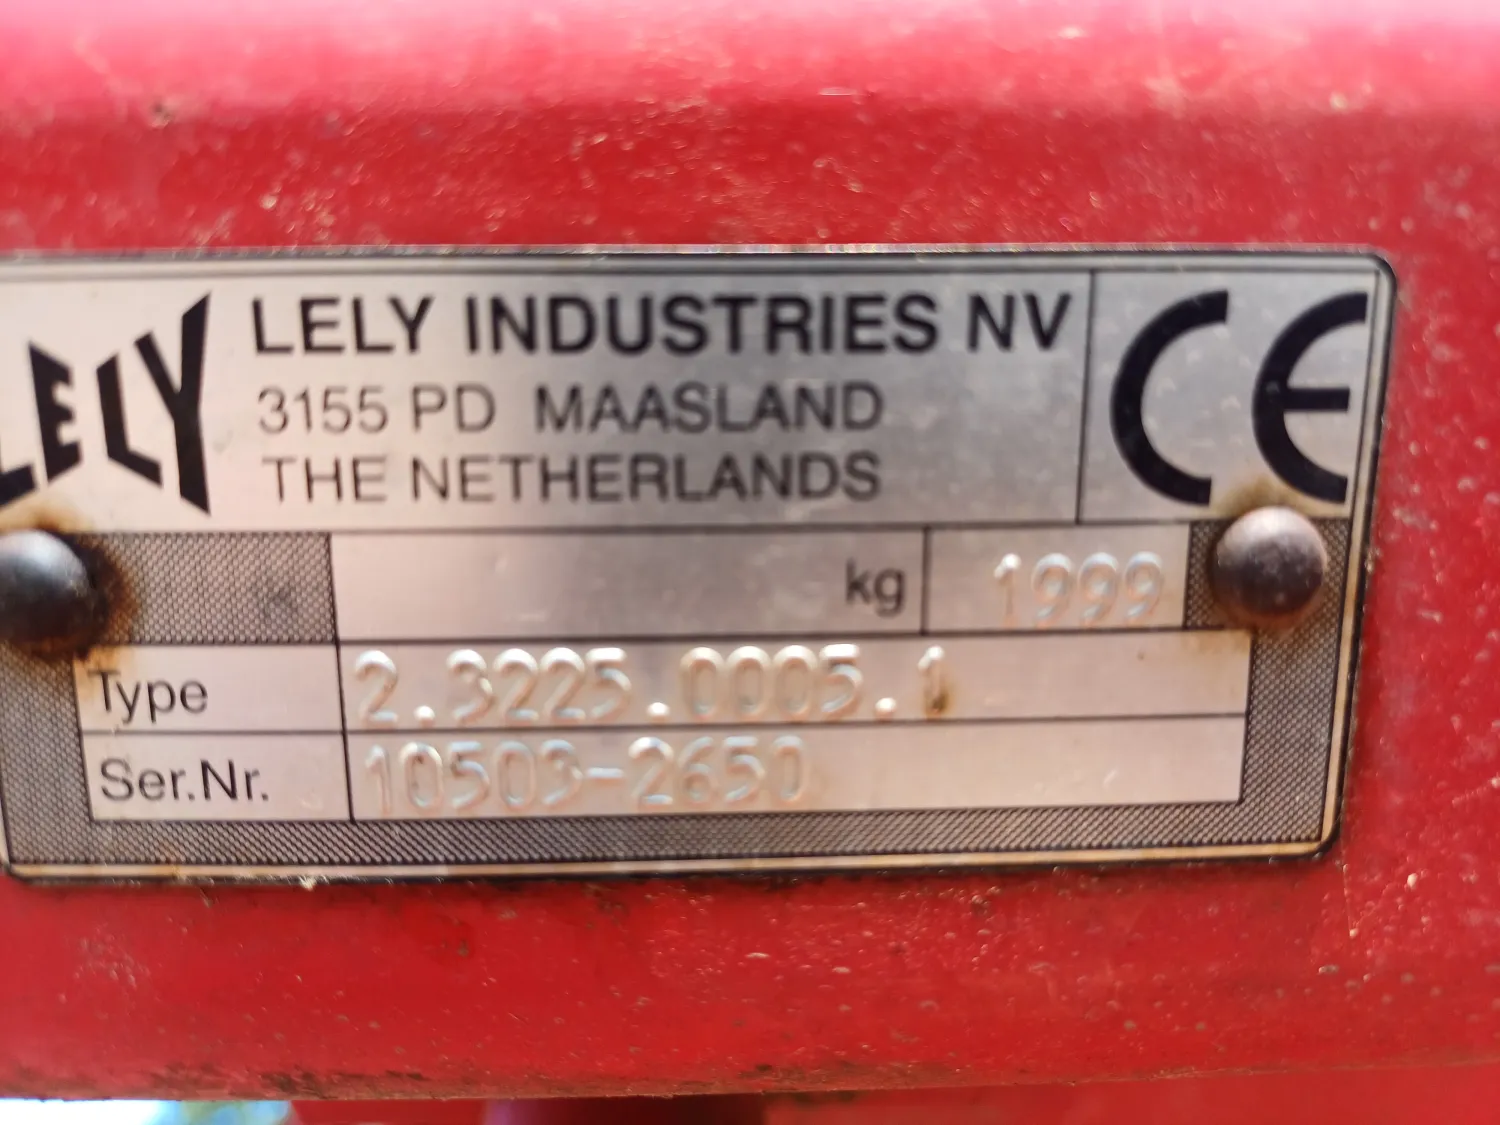 LELY
LELY INDUSTRIES NV
3155 PD MAASLAND
THE NETHERLANDS
CE
kg 1999
Type 2.3225.0005.1
Ser.Nr. 10503-2650